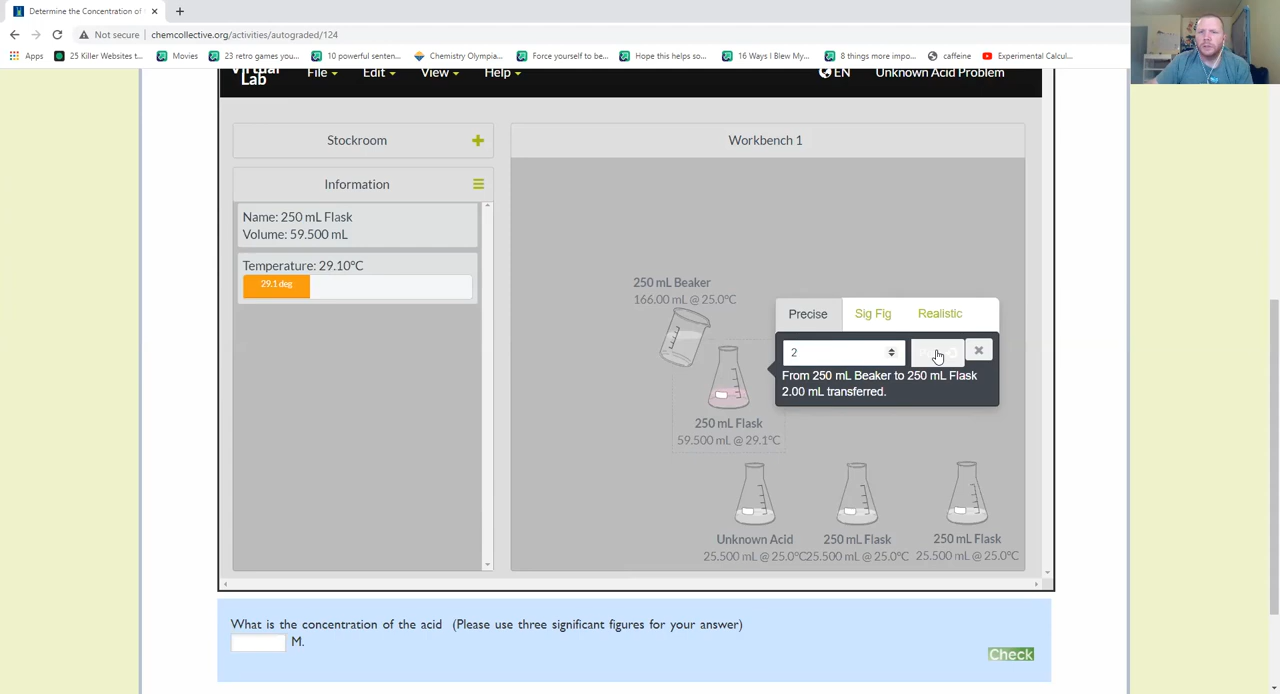 Determine the Concentration of
Not secure | chemcollective.org/activities/autograded/124
Apps
25 Killer Websites t...
Movies
23 retro games you...
10 powerful senten...
Chemistry Olympia...
Force yourself to be...
Hope this helps so...
16 Ways I Blew My...
8 things more impo...
caffeine
Experimental Calcul...
Virtual
Lab
File
Edit
View
Help
EN
Unknown Acid Problem
Stockroom
Workbench 1
Information
Name: 250 mL Flask
Volume: 59.500 mL
Temperature: 29.10°C
29.1 deg
250 mL Beaker
166.00 mL @ 25.0°C
Precise
Sig Fig
Realistic
2
From 250 mL Beaker to 250 mL Flask
2.00 mL transferred.
250 mL Flask
59.500 mL @ 29.1°C
Unknown Acid
25.500 mL @ 25.0°C
250 mL Flask
25.500 mL @ 25.0°C
250 mL Flask
25.500 mL @ 25.0°C
What is the concentration of the acid (Please use three significant figures for your answer)
M.
Check